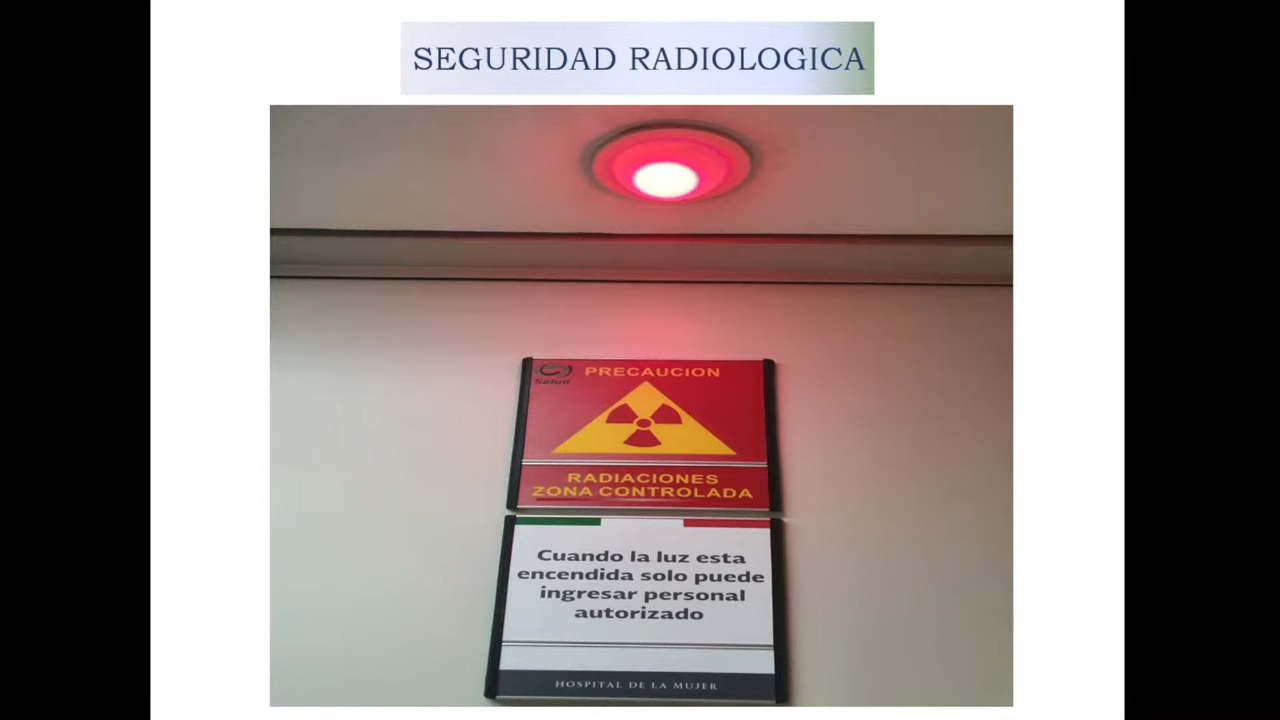 SEGURIDAD RADIOLOGICA
Salud
PRECAUCION
RADIACIONES
ZONA CONTROLADA
Cuando la luz esta
encendida solo puede
ingresar personal
autorizado
HOSPITAL DE LA MUJER